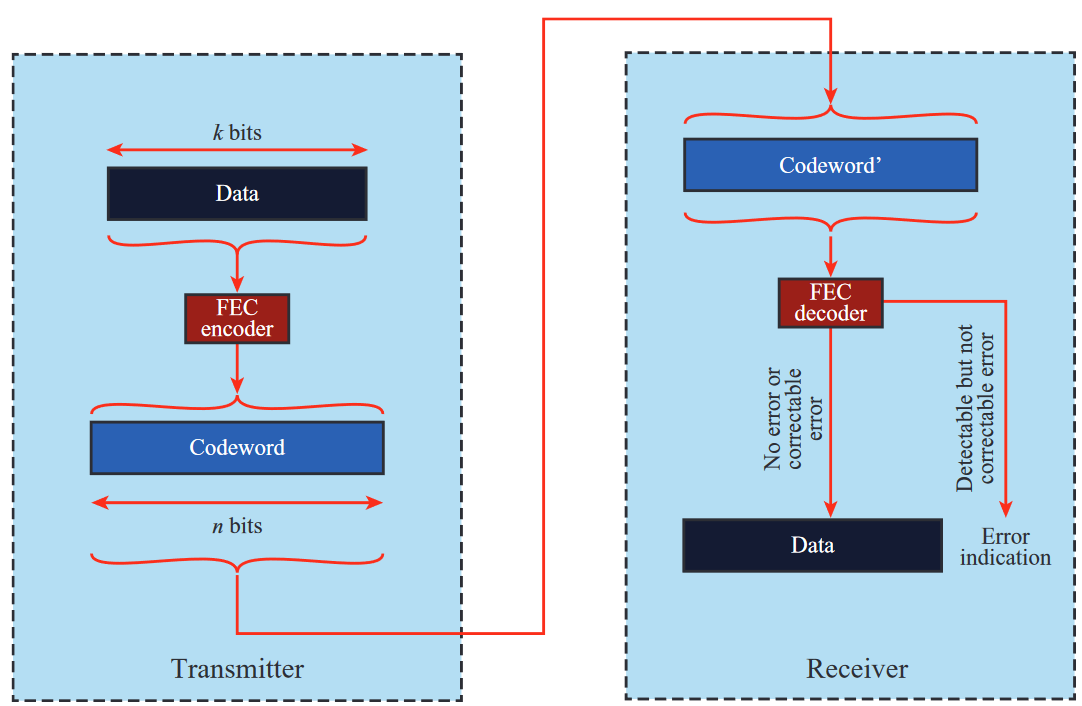 k bits
Data
FEC
encoder
Codeword
n bits
Transmitter
Codeword’
FEC
decoder
No error or
correctable
error
Detectable but not
correctable error
Data
Error
indication
Receiver